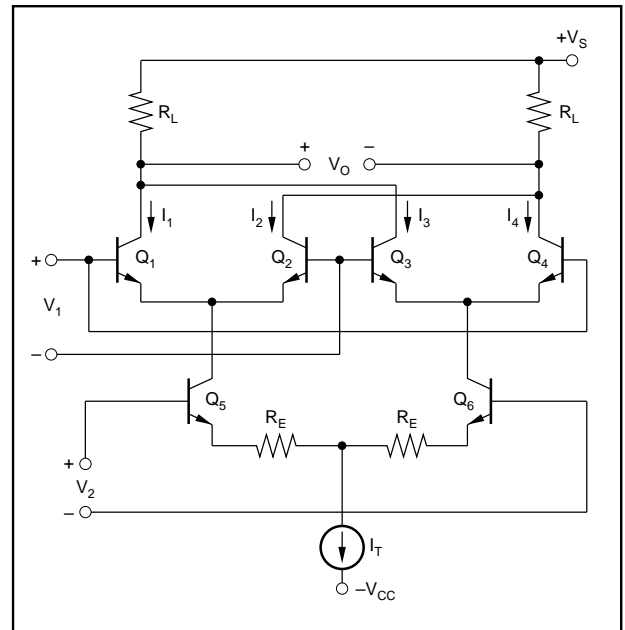 +V_S
R_L R_L
+ V_O –
I_1 I_2 I_3 I_4
+ Q_1 Q_2 Q_3 Q_4
V_1
–
Q_5 Q_6
R_E R_E
+
V_2
–
I_T
–V_CC